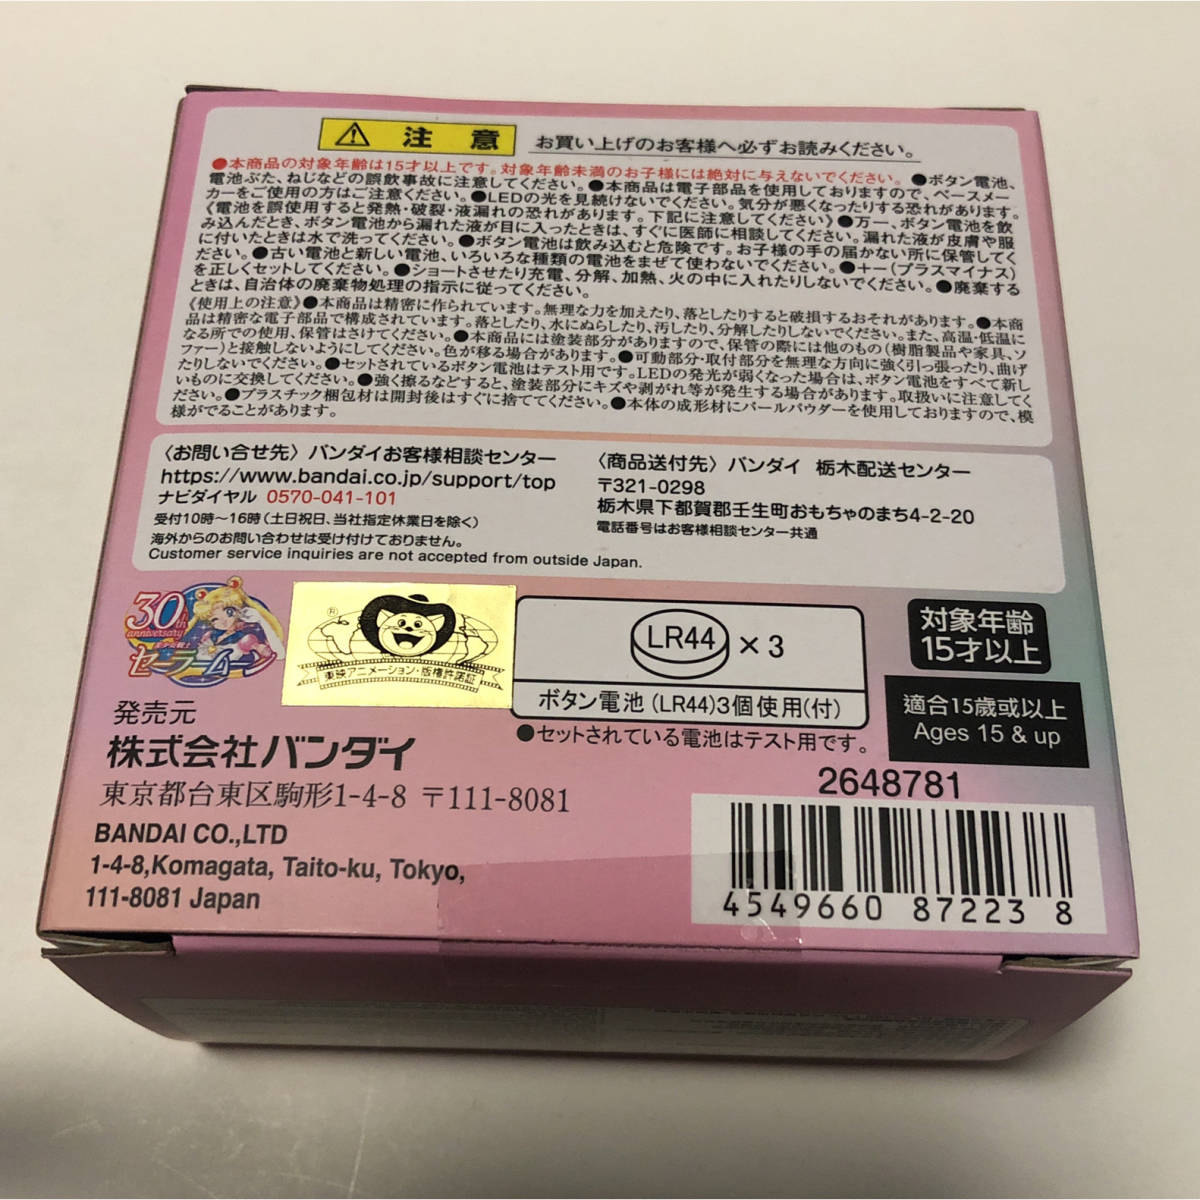 ⚠ 注意 お買い上げのお客様へ必ずお読みください。
●本商品の対象年齢は15才以上です。対象年齢未満のお子様には絶対に与えないでください。●ボタン電池、
電池ぶた、ねじなどの誤飲事故に注意してください。●本商品は電子部品を使用しておりますので、ペースメー
カーをご使用の方はご注意ください。●LEDの光を見続けないでください。気分が悪くなったりする恐れがあります。
《電池を誤使用すると発熱・破裂・液漏れの恐れがあります。下記に注意してください》●万一、ボタン電池を飲
み込んだとき、ボタン電池から漏れた液が目に入ったときは、すぐに医師に相談してください。漏れた液が皮膚や服
に付いたときは水で洗ってください。●ボタン電池は飲み込むと危険です。お子様の手の届かない所に保管してく
●古い電池と新しい電池、いろいろな種類の電池をまぜて使わないでください。●+-(プラスマイナス)
を正しくセットしてください。●ショートさせたり充電、分解、加熱、火の中に入れたりしないでください。●廃棄する
ときは、自治体の廃棄物処理の指示に従ってください。
《使用上の注意》●本商品は精密に作られています。無理な力を加えたり、落としたりすると破損するおそれがあります。●本商
品は精密な電子部品で構成されています。落としたり、水にぬらしたり、汚したり、分解したりしないでください。また、高温・低温に
なる所での使用、保管はさけてください。●本商品には塗装部分がありますので、保管の際には他のもの(樹脂製品や家具、ソ
ファー)と接触しないようにしてください。色が移る場合があります。●可動部分・取付部分を無理な方向に強く引っ張ったり、曲げ
たりしないでください。●セットされているボタン電池はテスト用です。LEDの発光が弱くなった場合は、ボタン電池をすべて新し
いものに交換してください。●強く擦るなどすると、塗装部分にキズや剥がれ等が発生する場合があります。取扱いに注意してく
●プラスチック梱包材は開封後はすぐに捨ててください。●本体の成形材にパールパウダーを使用しておりますので、模
様がでることがあります。
〈お問い合せ先〉バンダイお客様相談センター
https://www.bandai.co.jp/support/top
ナビダイヤル 0570-041-101
受付10時〜16時(土日祝日、当社指定休業日を除く)
海外からのお問い合わせは受け付けておりません。
Customer service inquiries are not accepted from outside Japan.
〈商品送付先〉バンダイ 栃木配送センター
〒321-0298
栃木県下都賀郡壬生町おもちゃのまち4-2-20
電話番号はお客様相談センター共通
30th
anniversary
美少女戦士
セーラームーン
®
東映アニメーション・版権許諾証
LR44 × 3
ボタン電池(LR44)3個使用(付)
●セットされている電池はテスト用です。
対象年齢
15才以上
適合15歲或以上
Ages 15 & up
発売元
株式会社バンダイ
東京都台東区駒形1-4-8 〒111-8081
BANDAI CO.,LTD
1-4-8,Komagata, Taito-ku, Tokyo,
111-8081 Japan
2648781
4549660 87223 8